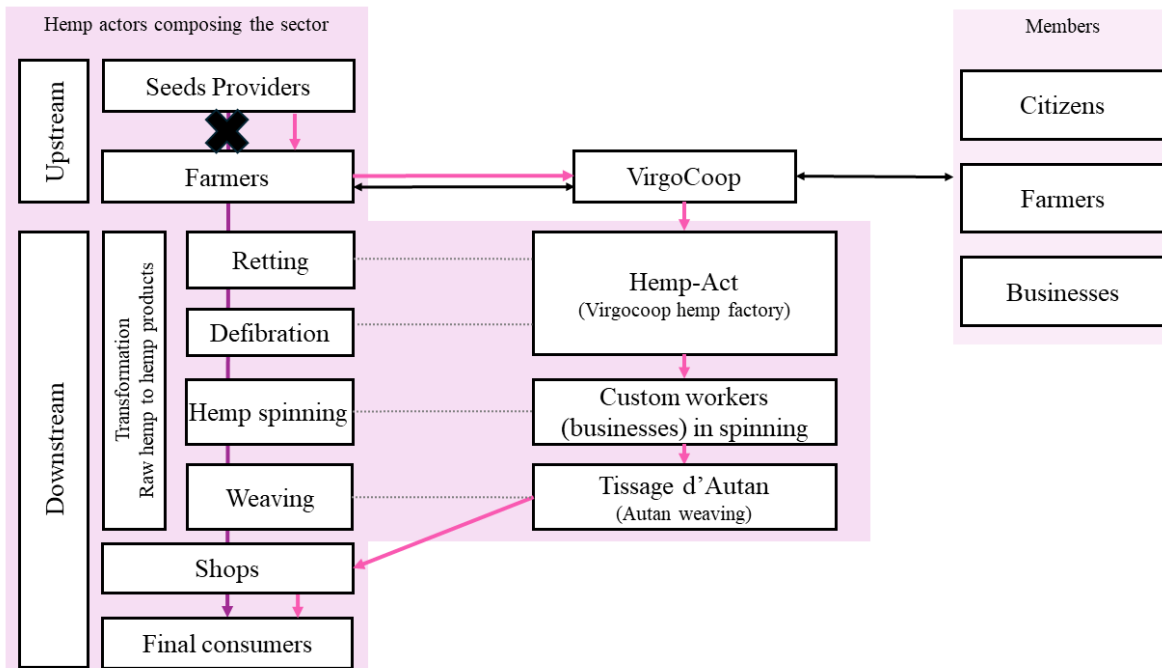 Hemp actors composing the sector
Upstream
Seeds Providers
Farmers
VirgoCoop
Members
Citizens
Farmers
Businesses
Downstream
Transformation
Raw hemp to hemp products
Retting
Defibration
Hemp spinning
Weaving
Hemp-Act
(Virgocoop hemp factory)
Custom workers
(businesses) in spinning
Tissage d’Autan
(Autan weaving)
Shops
Final consumers